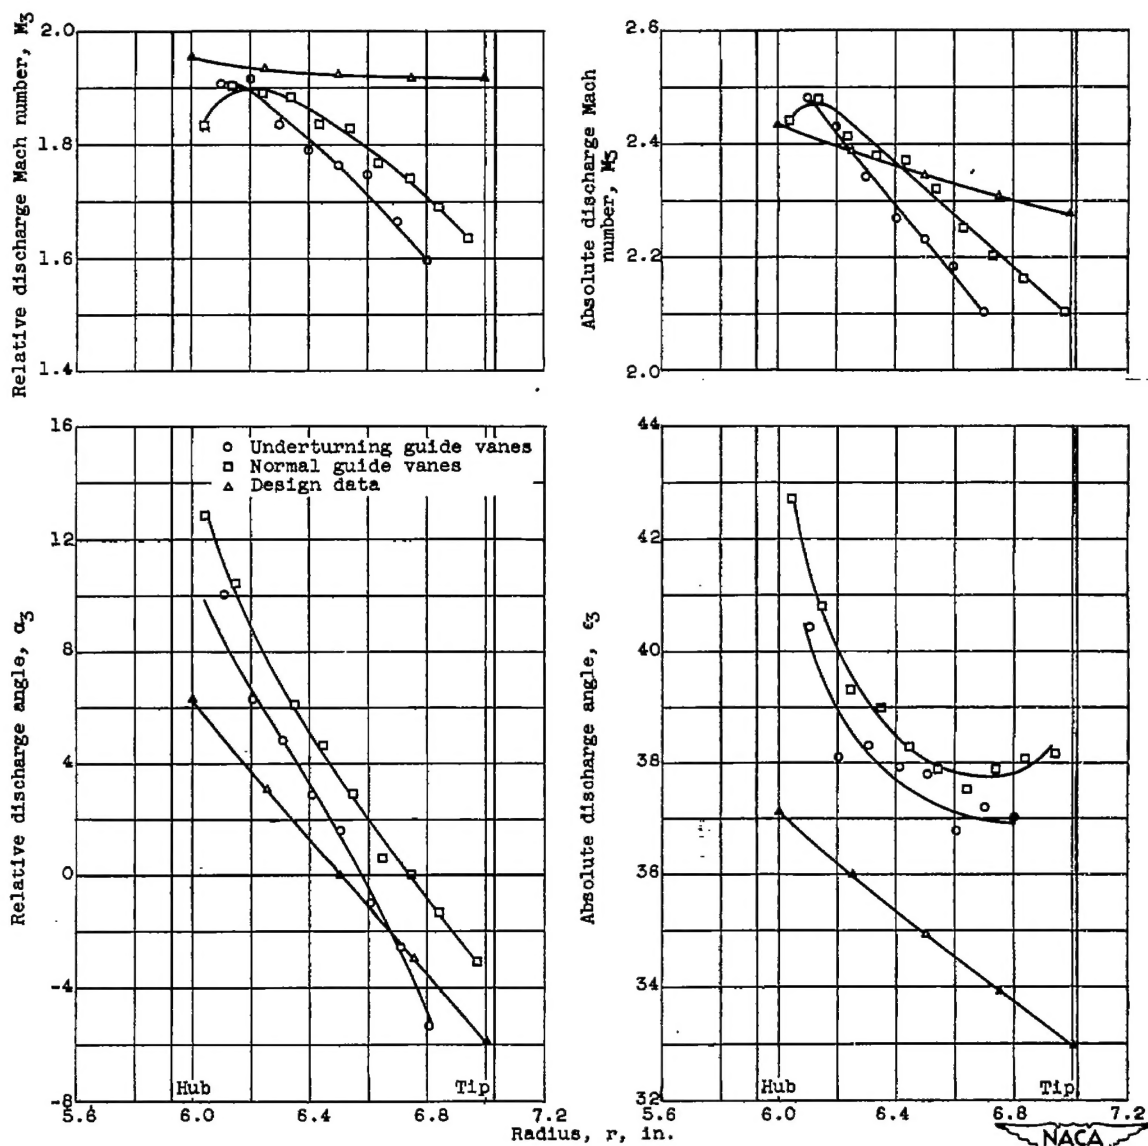 Relative discharge Mach number, M3
2.0
1.8
1.6
1.4
Absolute discharge Mach
number, M3
2.6
2.4
2.2
2.0
Relative discharge angle, α3
16
12
8
4
0
-4
-8
○ Underturning guide vanes
□ Normal guide vanes
△ Design data
Hub
Tip
5.6 6.0 6.4 6.8 7.2
Absolute discharge angle, ε3
44
42
40
38
36
34
32
Hub
Tip
5.6 6.0 6.4 6.8 7.2
Radius, r, in.
NACA